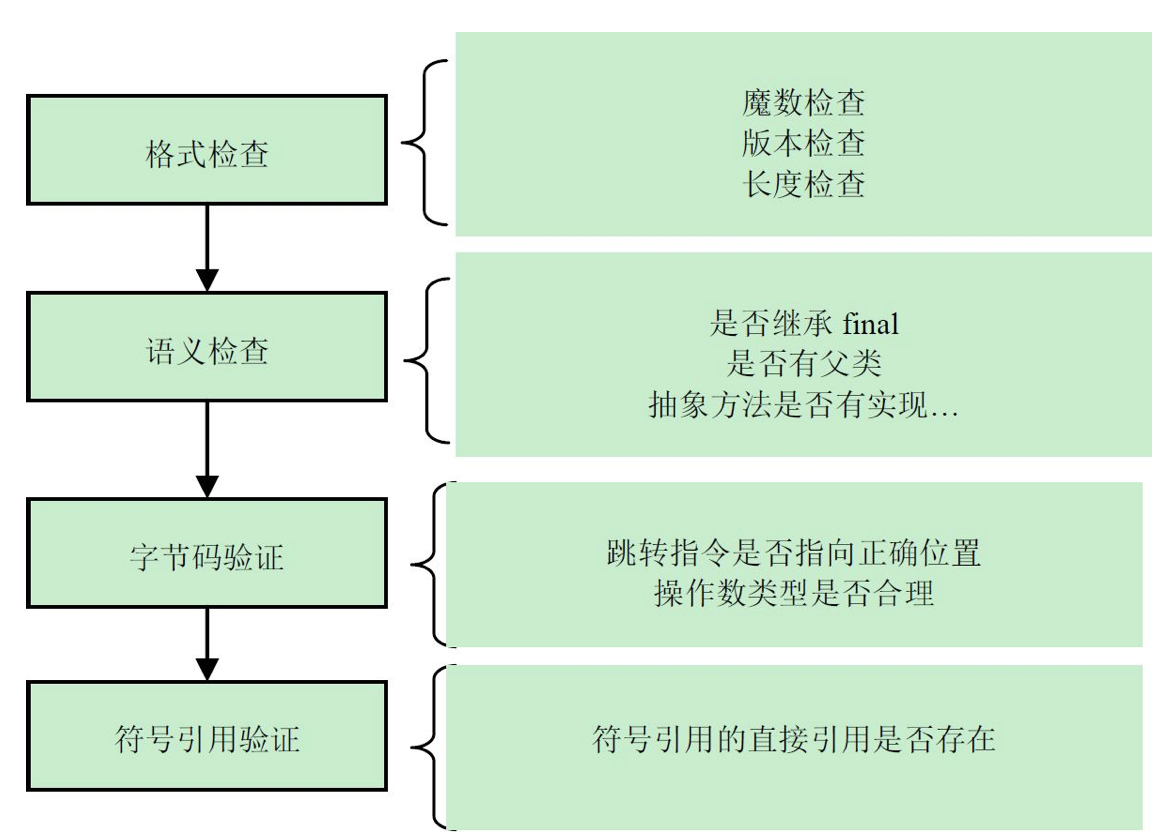 格式检查
魔数检查
版本检查
长度检查
语义检查
是否继承 final
是否有父类
抽象方法是否有实现…
字节码验证
跳转指令是否指向正确位置
操作数类型是否合理
符号引用验证
符号引用的直接引用是否存在